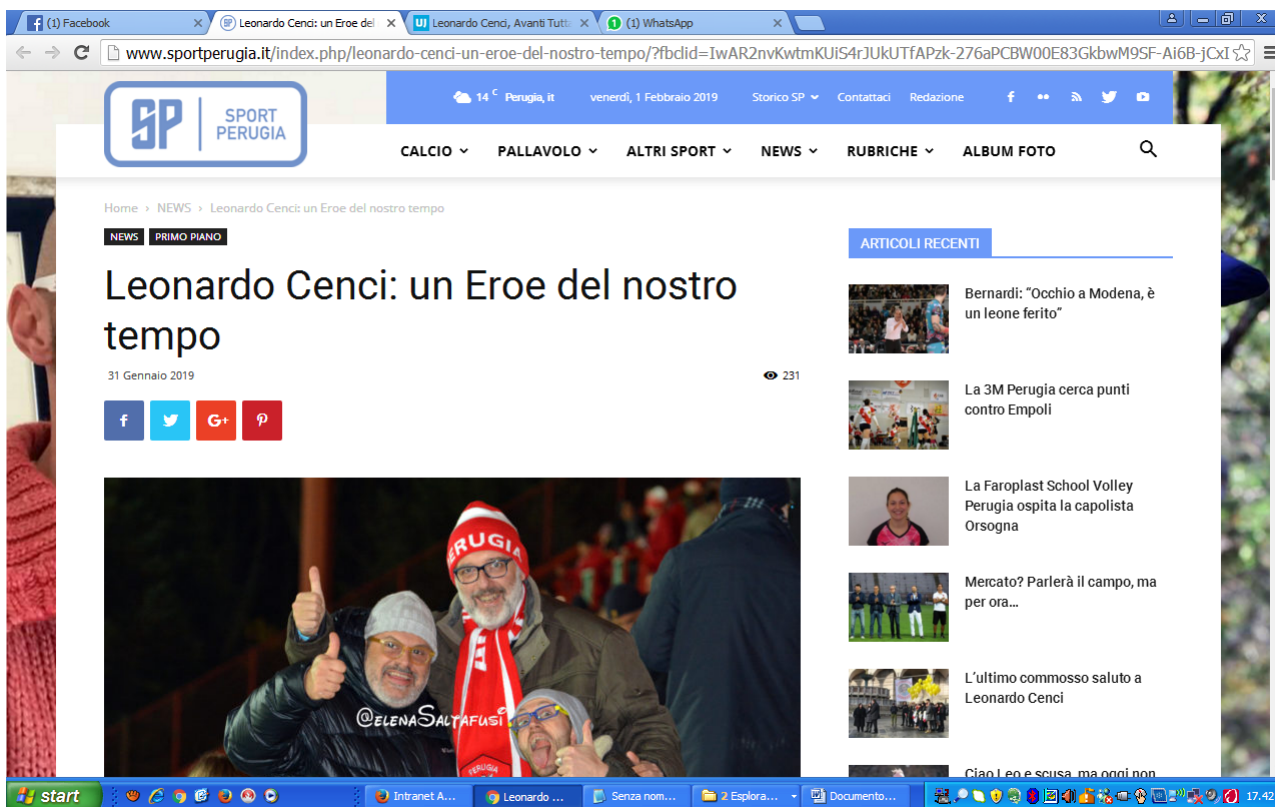 (1) Facebook
Leonardo Cenci: un Eroe del
Leonardo Cenci, Avanti Tutt
(1) WhatsApp
www.sportperugia.it/index.php/leonardo-cenci-un-eroe-del-nostro-tempo/?fbclid=IwAR2nvKwtmKUiS4rJUkUTfAPzk-276aPCBW00E83GkbwM9SF-Ai6B-jCxI
SP
SPORT
PERUGIA
14 C Perugia, it
venerdì, 1 Febbraio 2019
Storico SP
Contattaci
Redazione
CALCIO
PALLAVOLO
ALTRI SPORT
NEWS
RUBRICHE
ALBUM FOTO
Home › NEWS › Leonardo Cenci: un Eroe del nostro tempo
NEWS
PRIMO PIANO
Leonardo Cenci: un Eroe del nostro
tempo
31 Gennaio 2019
231
G+
PERUGIA
@ELENASALTAFUSI
PERUGIA
ARTICOLI RECENTI
Bernardi: “Occhio a Modena, è
un leone ferito”
La 3M Perugia cerca punti
contro Empoli
La Faroplast School Volley
Perugia ospita la capolista
Orsogna
Mercato? Parlerà il campo, ma
per ora…
L’ultimo commosso saluto a
Leonardo Cenci
Ciao Leo e scusa, ma oggi non
start
Intranet A...
Leonardo ...
Senza nom...
2 Esplora...
Documento...
17.42